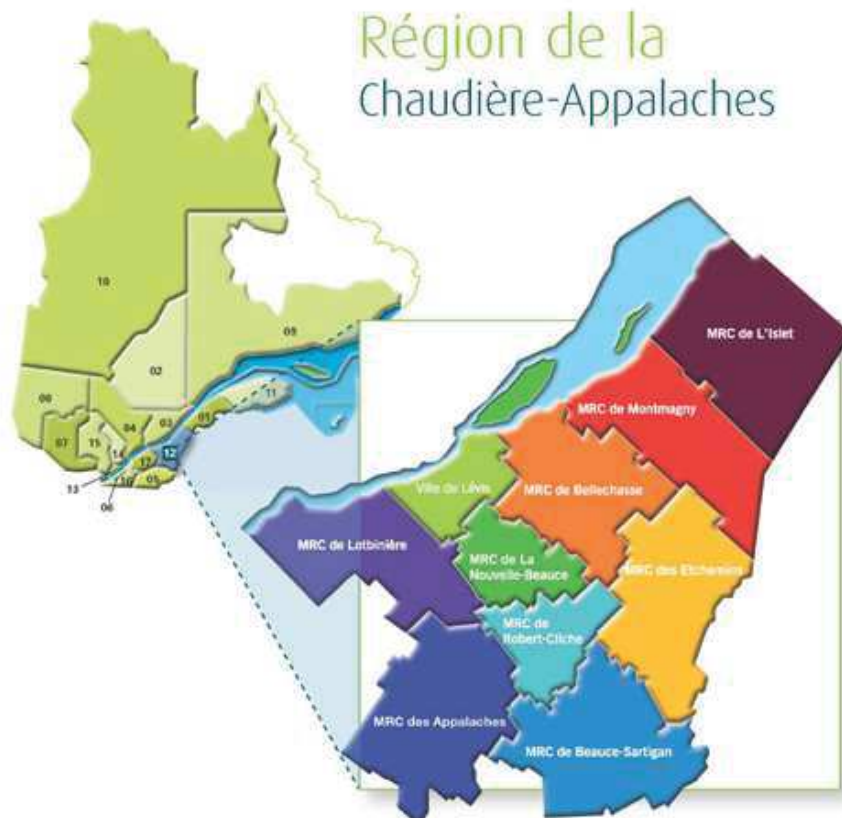 Région de la
Chaudière-Appalaches
10
09
02
08
07
15
14
04
03
01
11
12
17
13
06
16
05
MRC de L'Islet
MRC de Montmagny
Ville de Lévis
MRC de Bellechasse
MRC de Lotbinière
MRC de La
Nouvelle-Beauce
MRC des Etchemins
MRC de
Robert-Cliche
MRC des Appalaches
MRC de Beauce-Sartigan